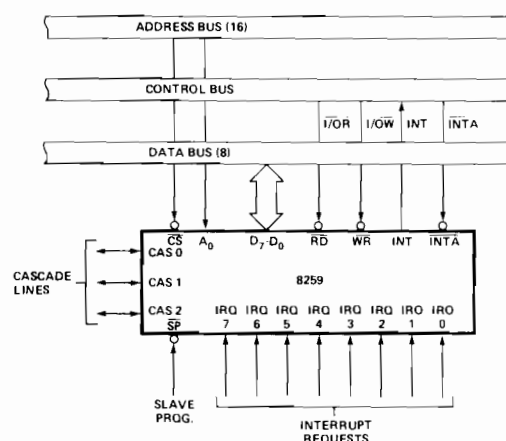 ADDRESS BUS (16)
CONTROL BUS
I/OR I/OW INT INTA
DATA BUS (8)
CS A0 D7-D0 RD WR INT INTA
CAS 0
CASCADE LINES
CAS 1
8259
CAS 2
SP
IRQ 7 IRQ 6 IRQ 5 IRQ 4 IRQ 3 IRQ 2 IRO 1 IRO 0
SLAVE PROG.
INTERRUPT REQUESTS